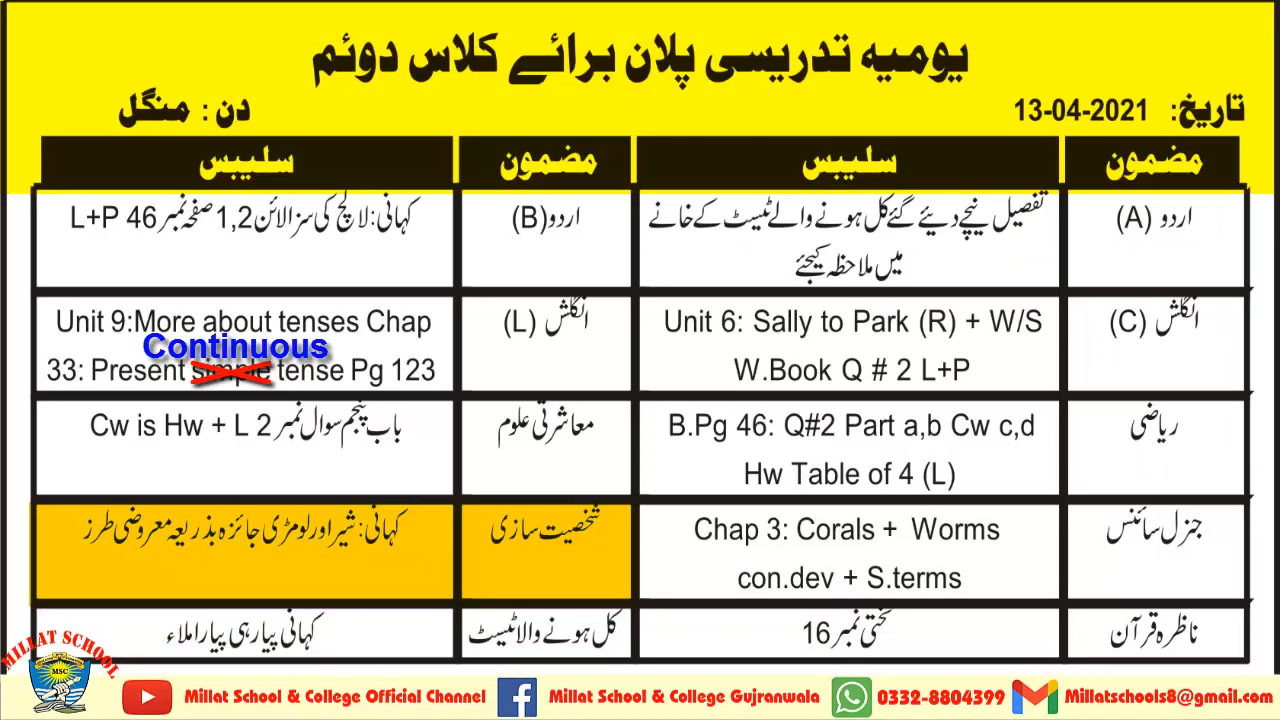 یومیہ تدریسی پلان برائے کلاس دوئم
تاریخ: 13-04-2021
دن : منگل
مضمون
سلیبس
مضمون
سلیبس
اردو (A)
تفصیل نیچے دیئے گئے کل ہونے والے ٹیسٹ کے خانے
میں ملاحظہ کیجئے
اردو(B)
کہانی: لالچ کی سزا لائن 1,2 صفحہ نمبر 46 L+P
انگلش (C)
Unit 6: Sally to Park (R) + W/S
W.Book Q # 2 L+P
انگلش (L)
Unit 9:More about tenses Chap
Continuous
33: Present simple tense Pg 123
ریاضی
B.Pg 46: Q#2 Part a,b Cw c,d
Hw Table of 4 (L)
معاشرتی علوم
باب پنجم سوال نمبر 2 Cw is Hw + L
جنرل سائنس
Chap 3: Corals + Worms
con.dev + S.terms
شخصیت سازی
کہانی: شیر اور لومڑی جائزہ بذریعہ معروضی طرز
ناظرہ قرآن
تختی نمبر 16
کل ہونے والا ٹیسٹ
کہانی پیار ہی پیارا ملاء
MILLAT SCHOOL
MSC
Millat School & College Official Channel
Millat School & College Gujranwala
0332-8804399
Millatschools8@gmail.com